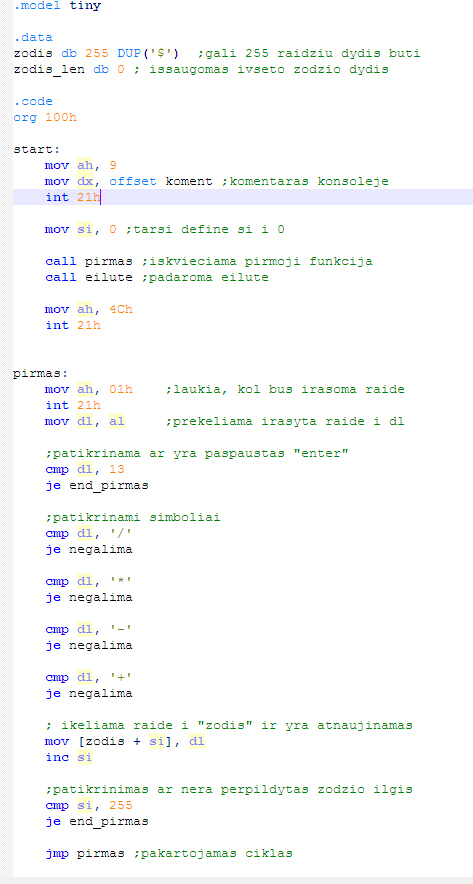 .model tiny
.data
zodis db 255 DUP('$')  ;gali 255 raidziu dydis buti
zodis_len db 0 ; issaugomas ivseto zodzio dydis
.code
org 100h
start:
    mov ah, 9
    mov dx, offset koment ;komentaras konsoleje
    int 21h
    mov si, 0 ;tarsi define si i 0
    call pirmas ;iskvieciama pirmoji funkcija
    call eilute ;padaroma eilute
    mov ah, 4Ch
    int 21h
pirmas:
    mov ah, 01h    ;laukia, kol bus irasoma raide
    int 21h
    mov dl, al     ;prekeliama irasyta raide i dl
    ;patikrinama ar yra paspaustas "enter"
    cmp dl, 13
    je end_pirmas
    ;patikrinami simboliai
    cmp dl, '/'
    je negalima
    cmp dl, '*'
    je negalima
    cmp dl, '-'
    je negalima
    cmp dl, '+'
    je negalima
    ; ikeliama raide i "zodis" ir yra atnaujinamas
    mov [zodis + si], dl
    inc si
    ;patikrinimas ar nera perpildytas zodzio ilgis
    cmp si, 255
    je end_pirmas
    jmp pirmas ;pakartojamas ciklas